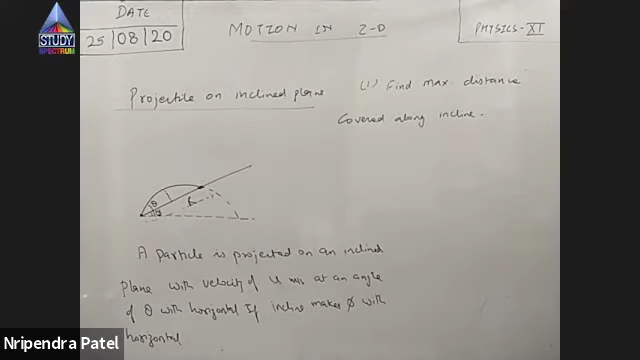 DATE
25/08/20
STUDY
SPECTRUM
MOTION IN 2-D
PHYSICS-XI
Projectile on inclined plane
(1) Find max. distance
Covered along incline.
θ
R
A particle is projected on an inclined
plane with velocity of u m/s at an angle
of θ with horizontal If incline makes φ with
horizontal
Nripendra Patel